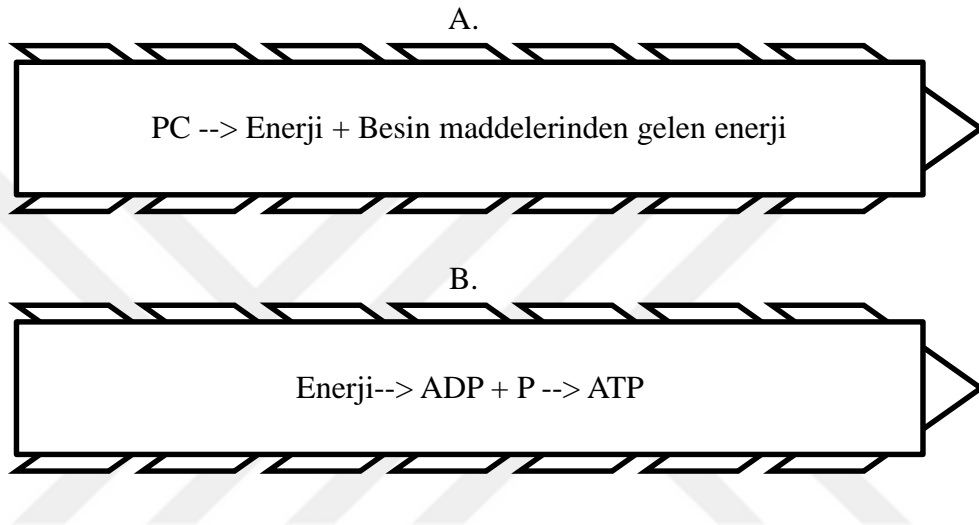 A.
PC --> Enerji + Besin maddelerinden gelen enerji
B.
Enerji--> ADP + P --> ATP